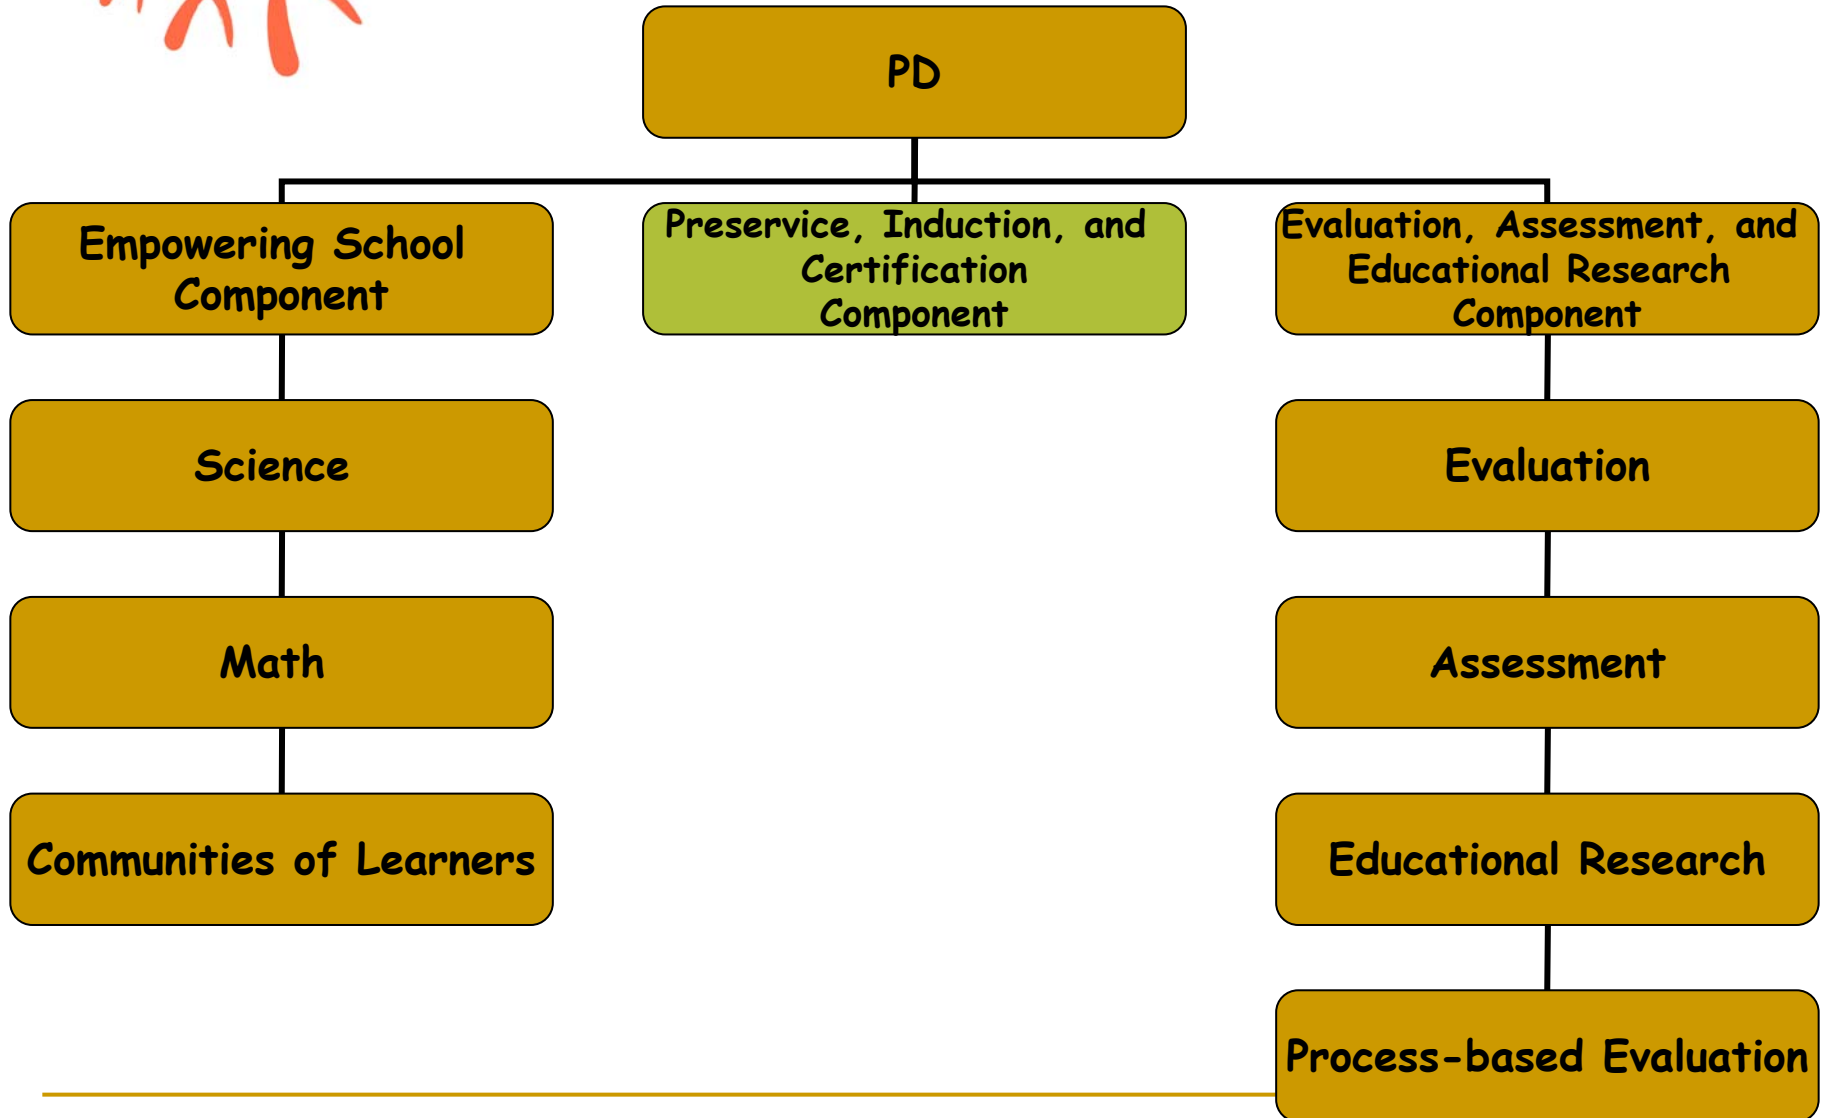 PD
Empowering School
Component
Preservice, Induction, and
Certification
Component
Evaluation, Assessment, and
Educational Research
Component
Science
Evaluation
Math
Assessment
Communities of Learners
Educational Research
Process-based Evaluation